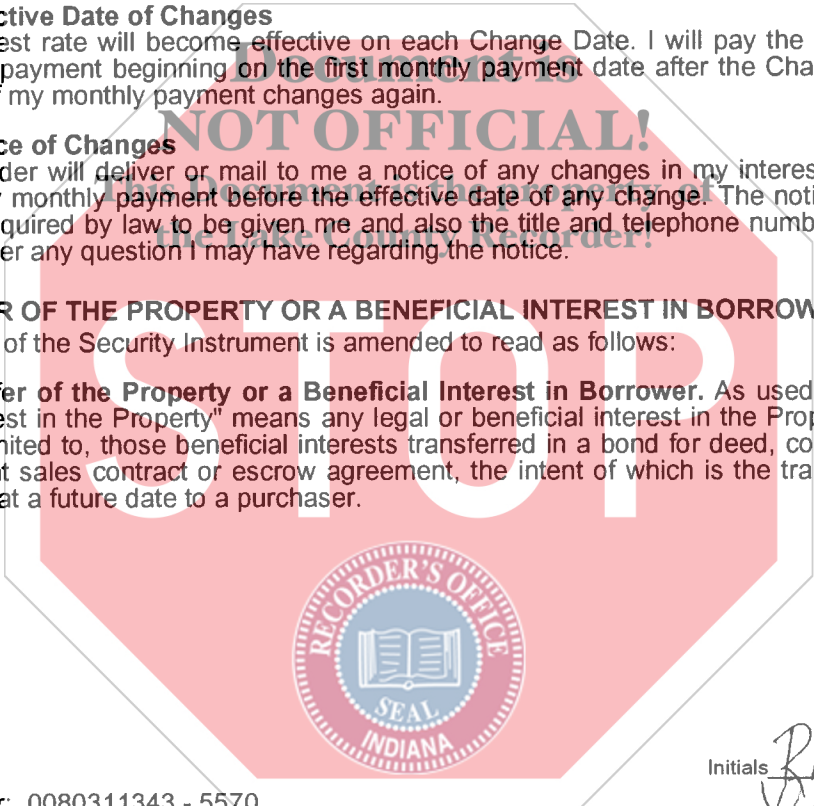 ctive Date of Changes
est rate will become effective on each Change Date. I will pay the
payment beginning on the first monthly payment date after the Cha
my monthly payment changes again.
ce of Changes
der will deliver or mail to me a notice of any changes in my interes
monthly payment before the effective date of any change. The noti
quired by law to be given me and also the title and telephone numb
er any question I may have regarding the notice.
R OF THE PROPERTY OR A BENEFICIAL INTEREST IN BORROW
of the Security Instrument is amended to read as follows:
er of the Property or a Beneficial Interest in Borrower. As used
est in the Property" means any legal or beneficial interest in the Prop
ited to, those beneficial interests transferred in a bond for deed, co
t sales contract or escrow agreement, the intent of which is the tra
at a future date to a purchaser.
Document is
NOT OFFICIAL!
This Document is the property of
the Lake County Recorder!
STOP
RECORDER'S OFFICE
SEAL
INDIANA
Initials
r: 0080311343 - 5570